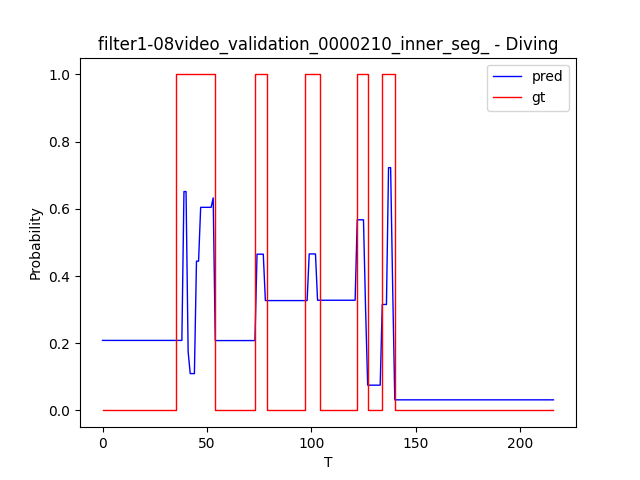 filter1-08video_validation_0000210_inner_seg_ - Diving
pred
gt
1.0
0.8
0.6
0.4
0.2
0.0
Probability
0
50
100
150
200
T